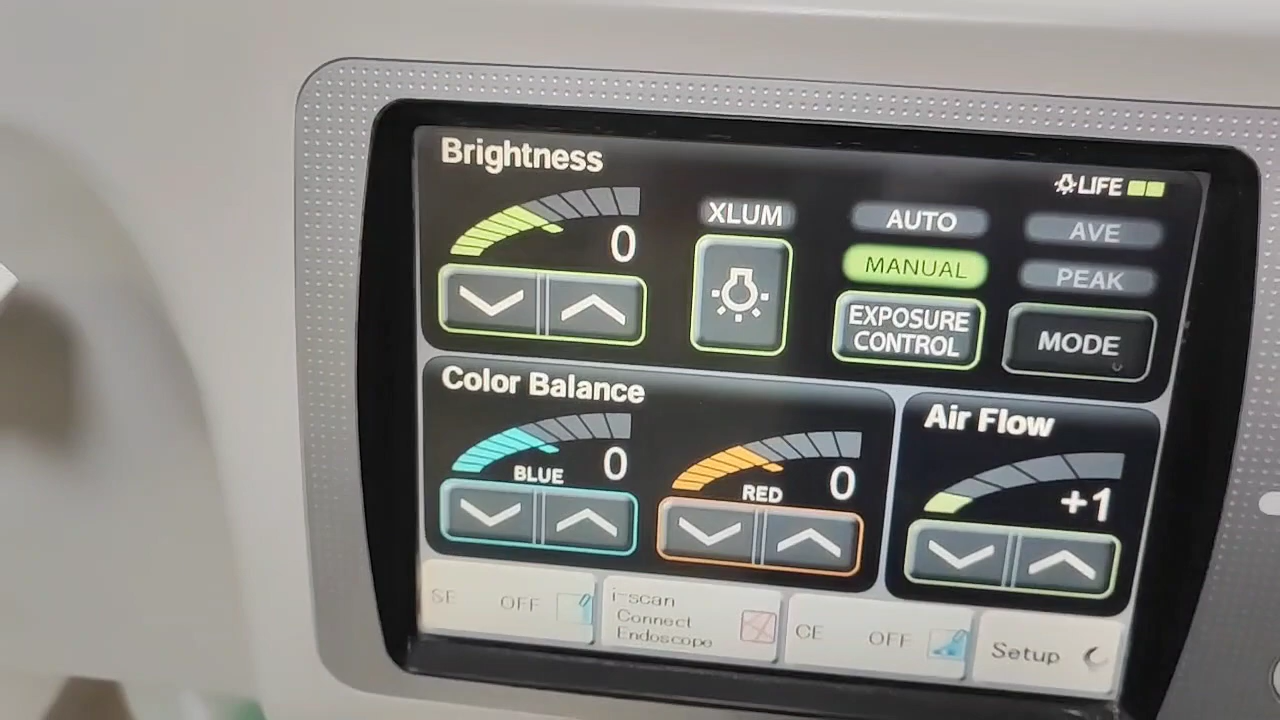 Brightness
LIFE
0
XLUM
AUTO
AVE
MANUAL
PEAK
EXPOSURE
CONTROL
MODE
Color Balance
BLUE
0
RED
0
Air Flow
+1
SE OFF
i-scan
Connect
Endoscope
CE OFF
Setup